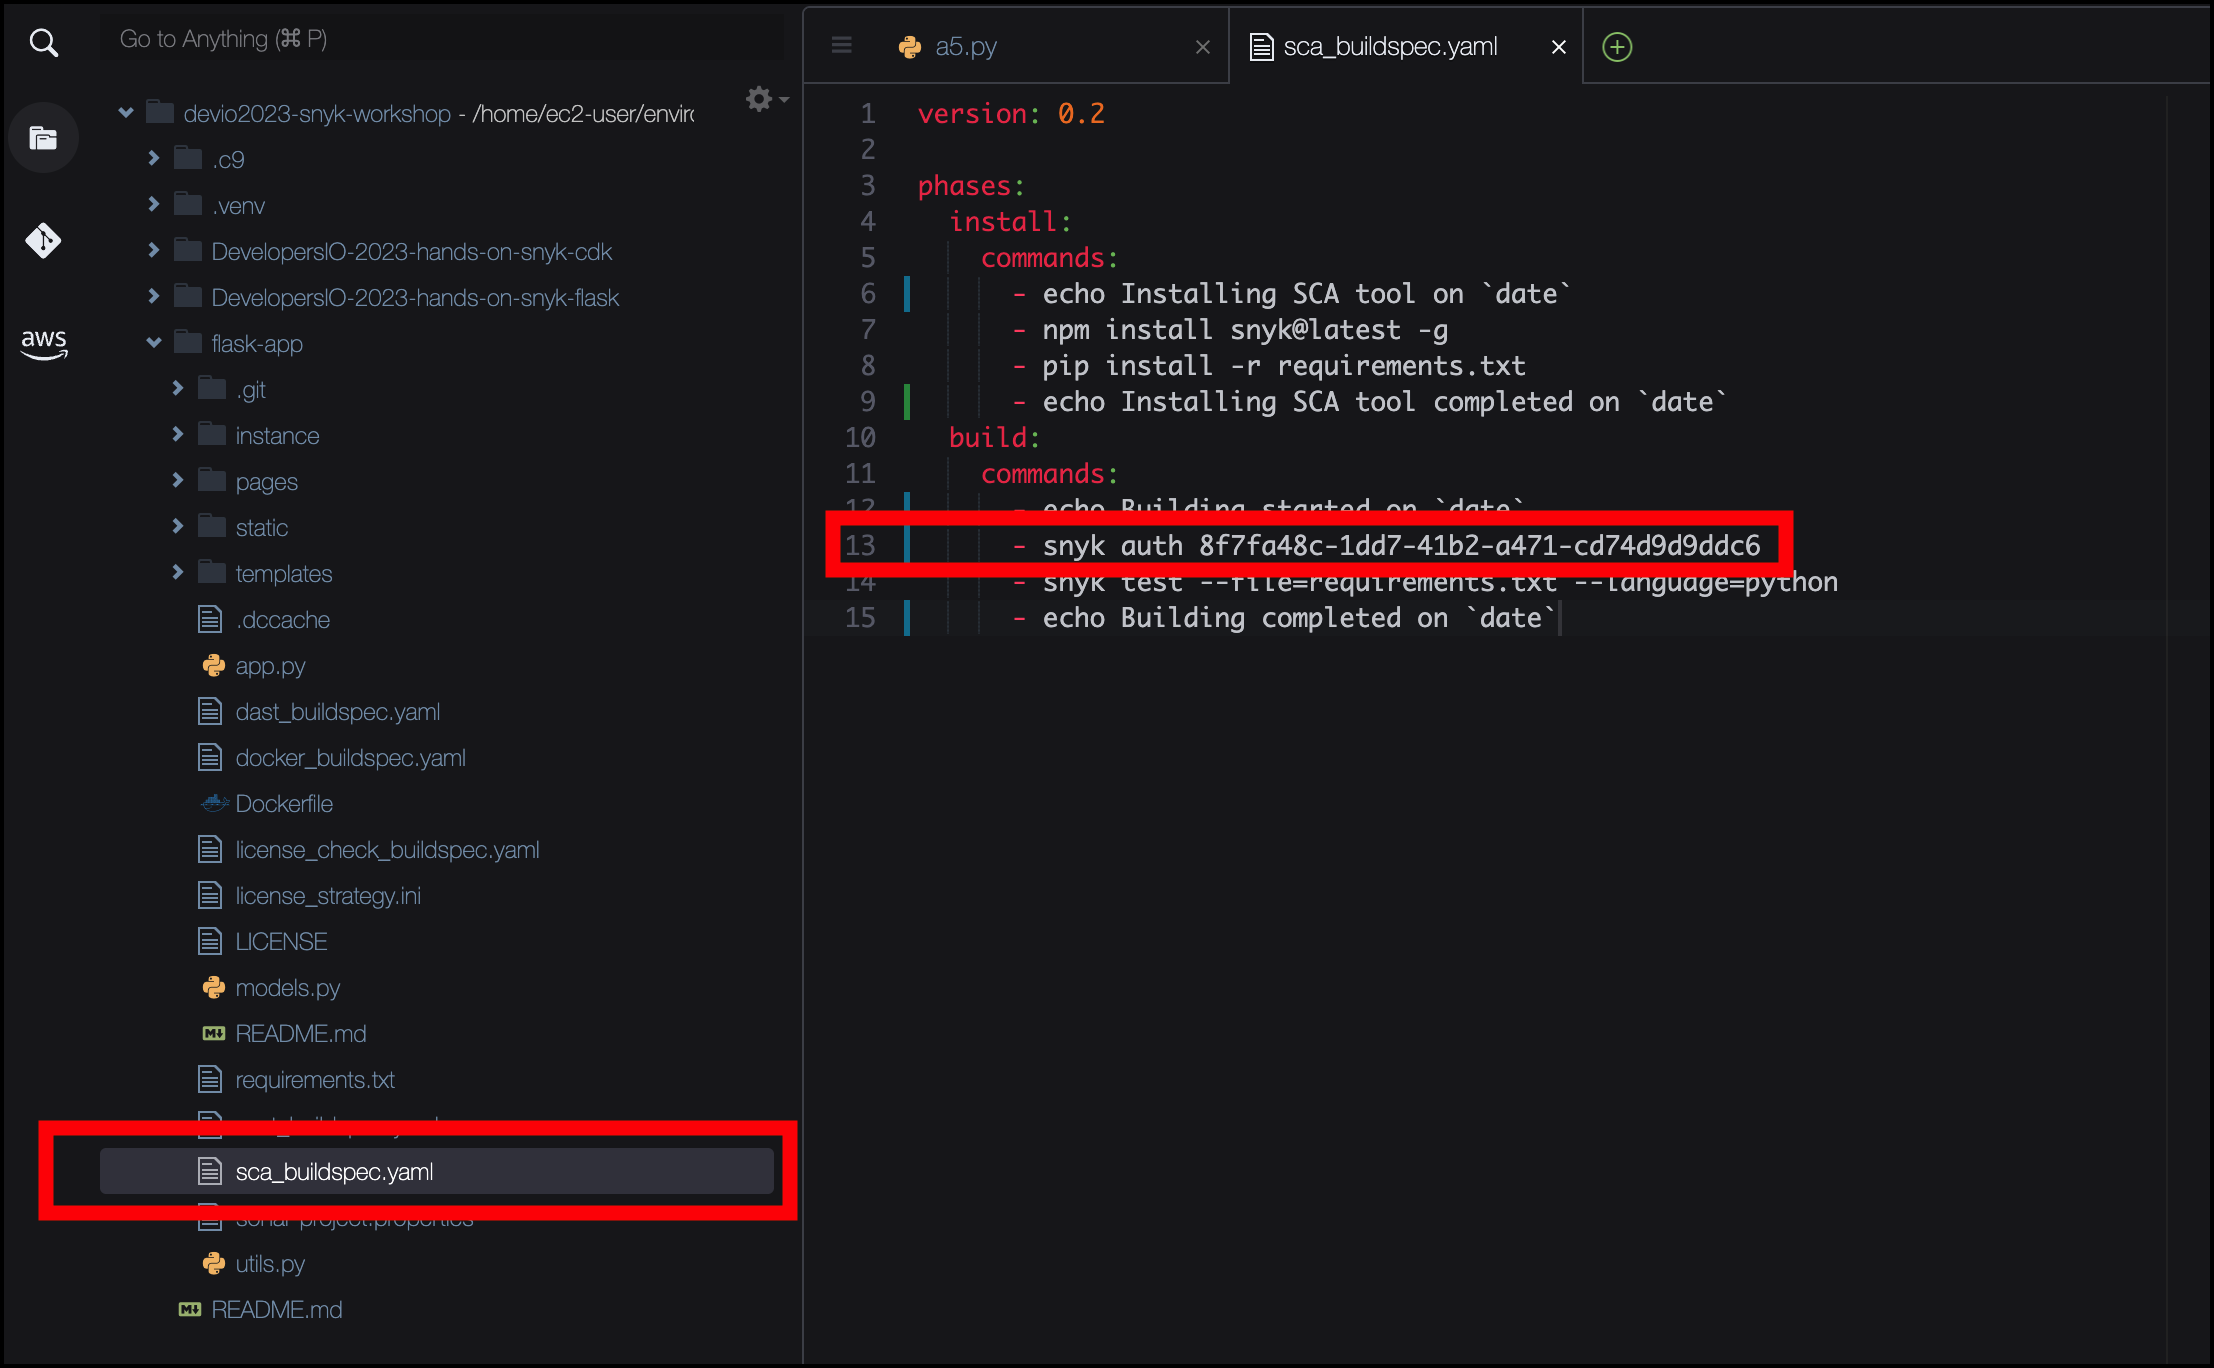 Go to Anything (⌘ P)
devio2023-snyk-workshop - /home/ec2-user/enviro
.c9
.venv
DevelopersIO-2023-hands-on-snyk-cdk
DevelopersIO-2023-hands-on-snyk-flask
aws
flask-app
.git
instance
pages
static
templates
.dccache
app.py
dast_buildspec.yaml
docker_buildspec.yaml
Dockerfile
license_check_buildspec.yaml
license_strategy.ini
LICENSE
models.py
README.md
requirements.txt
sca_buildspec.yaml
sonar-project.properties
utils.py
README.md
a5.py
sca_buildspec.yaml
1 version: 0.2
2
3 phases:
4 install:
5 commands:
6 - echo Installing SCA tool on `date`
7 - npm install snyk@latest -g
8 - pip install -r requirements.txt
9 - echo Installing SCA tool completed on `date`
10 build:
11 commands:
12 - echo Building started on `date`
13 - snyk auth 8f7fa48c-1dd7-41b2-a471-cd74d9d9ddc6
14 - snyk test --file=requirements.txt --language=python
15 - echo Building completed on `date`